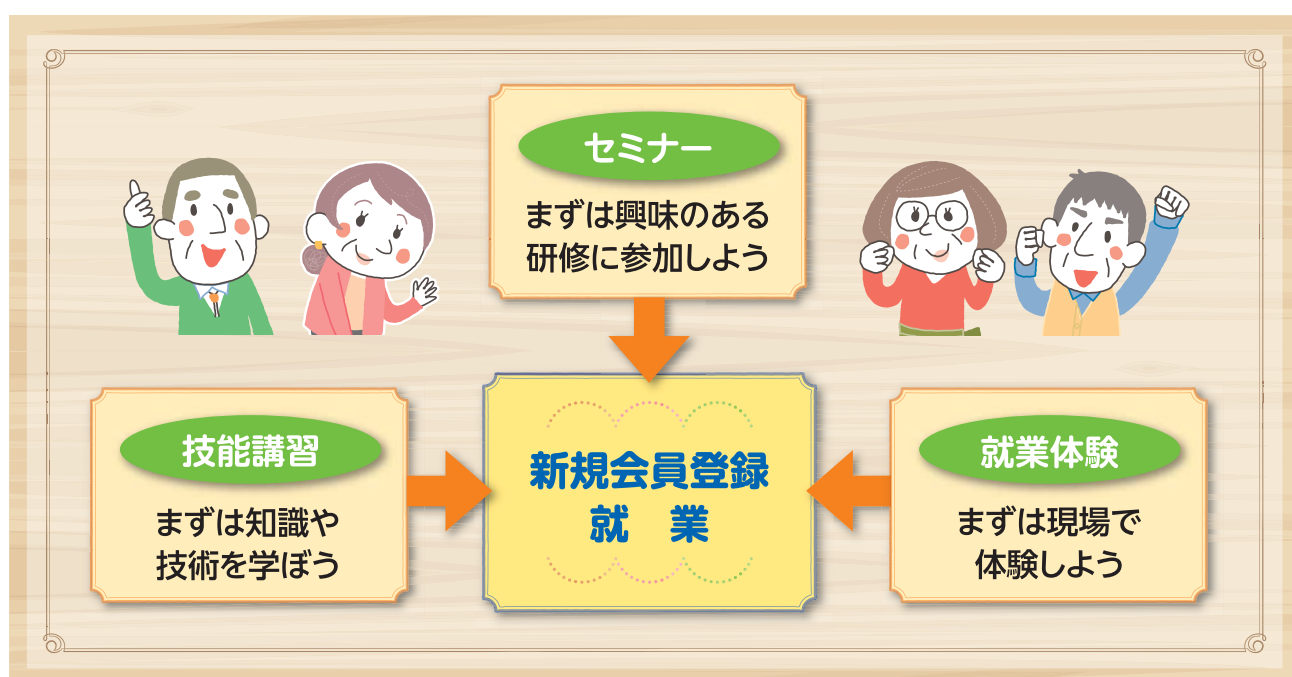 セミナー
まずは興味のある
研修に参加しよう
技能講習
まずは知識や
技術を学ぼう
新規会員登録
就　業
就業体験
まずは現場で
体験しよう